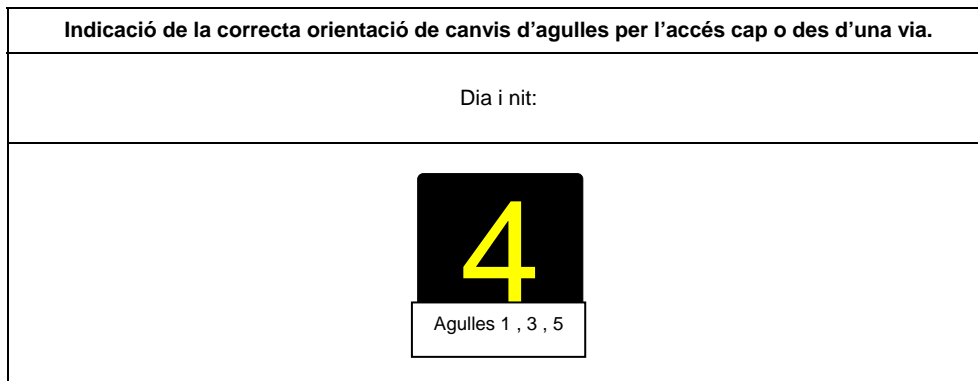 Indicació de la correcta orientació de canvis d'agulles per l'accés cap o des d'una via.
Dia i nit:
4
Agulles 1 , 3 , 5